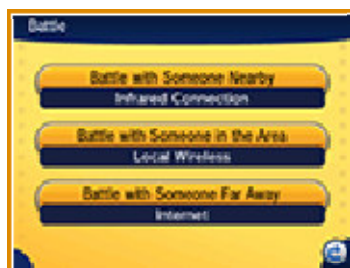 Battle
Battle with Someone Nearby
Infrared Connection
Battle with Someone in the Area
Local Wireless
Battle with Someone Far Away
Internet